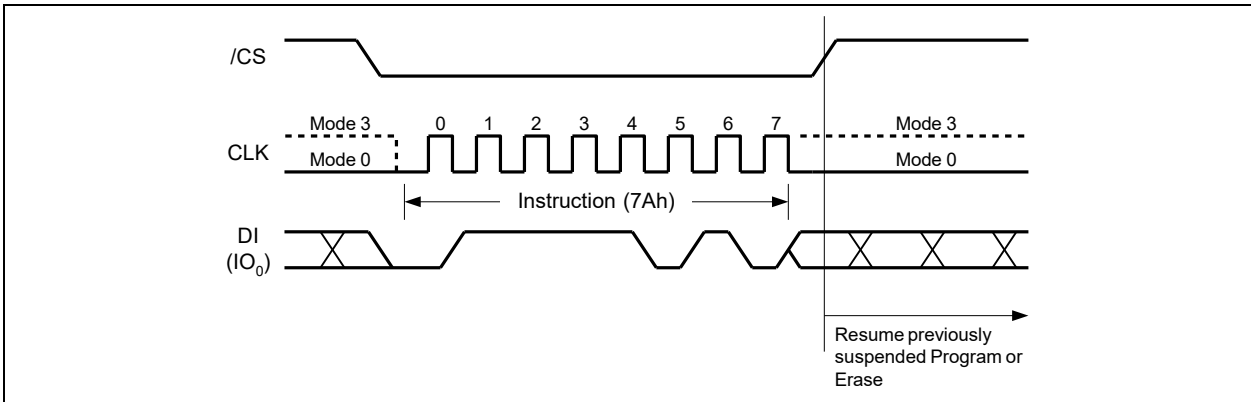 /CS
Mode 3 0 1 2 3 4 5 6 7 Mode 3
CLK
Mode 0 Mode 0
Instruction (7Ah)
DI
(IO0)
Resume previously
suspended Program or
Erase